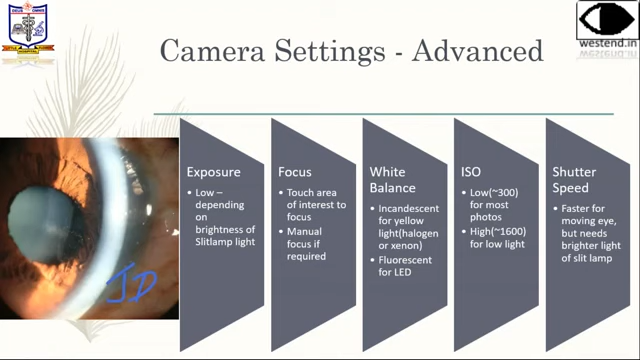 westend.in
Camera Settings - Advanced
Exposure
• Low –
depending
on
brightness of
Slitlamp light
Focus
• Touch area
of interest to
focus
• Manual
focus if
required
White
Balance
• Incandescent
for yellow
light(halogen
or xenon)
• Fluorescent
for LED
ISO
• Low(~300)
for most
photos
• High(~1600)
for low light
Shutter
Speed
• Faster for
moving eye,
but needs
brighter light
of slit lamp
JD